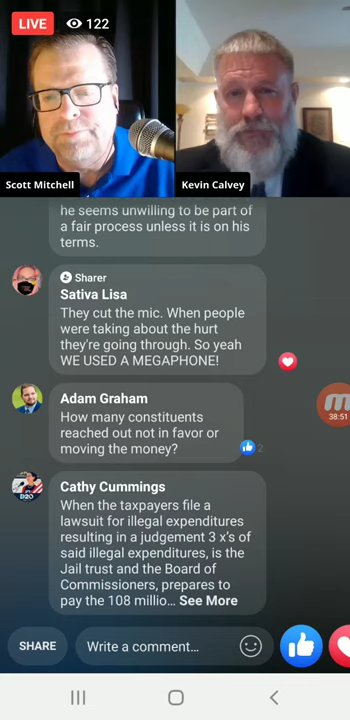 LIVE 122
Scott Mitchell
Kevin Calvey
he seems unwilling to be part of
a fair process unless it is on his
terms.
Sharer
Sativa Lisa
They cut the mic. When people
were taking about the hurt
they're going through. So yeah
WE USED A MEGAPHONE!
Adam Graham
How many constituents
reached out not in favor or
moving the money?
2
38:51
Cathy Cummings
When the taxpayers file a
lawsuit for illegal expenditures
resulting in a judgement 3 x's of
said illegal expenditures, is the
Jail trust and the Board of
Commissioners, prepares to
pay the 108 millio... See More
SHARE
Write a comment...